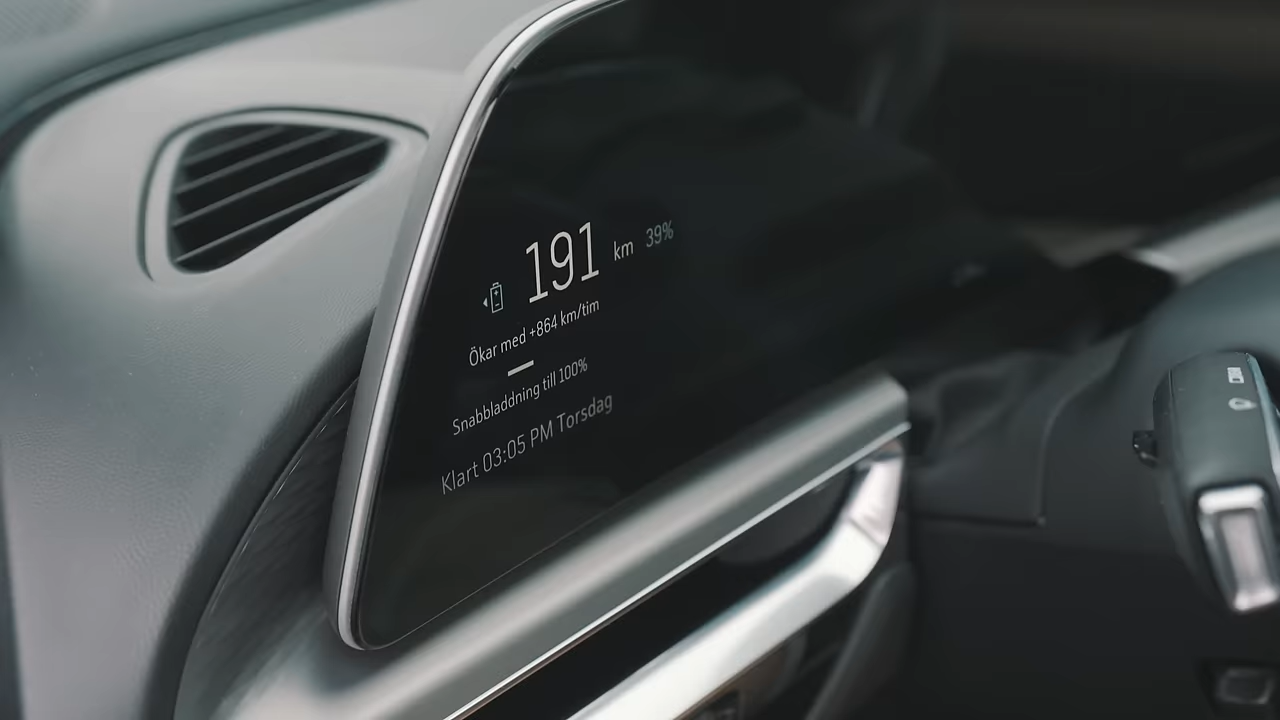 191 km 39%
Ökar med +864 km/tim
Snabbladdning till 100%
Klart 03:05 PM Torsdag